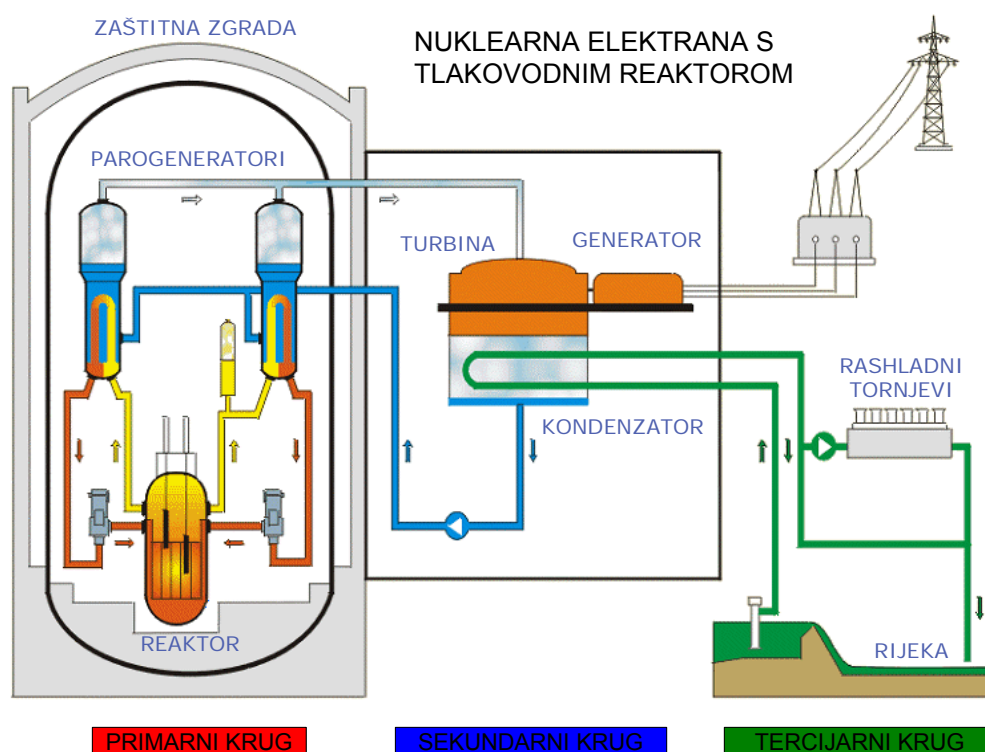 ZAŠTITNA ZGRADA
NUKLEARNA ELEKTRANA S
TLAKOVODNIM REAKTOROM
PAROGENERATORI
TURBINA
GENERATOR
RASHLADNI
TORNJEVI
KONDENZATOR
REAKTOR
RIJEKA
PRIMARNI KRUG
SEKUNDARNI KRUG
TERCIJARNI KRUG